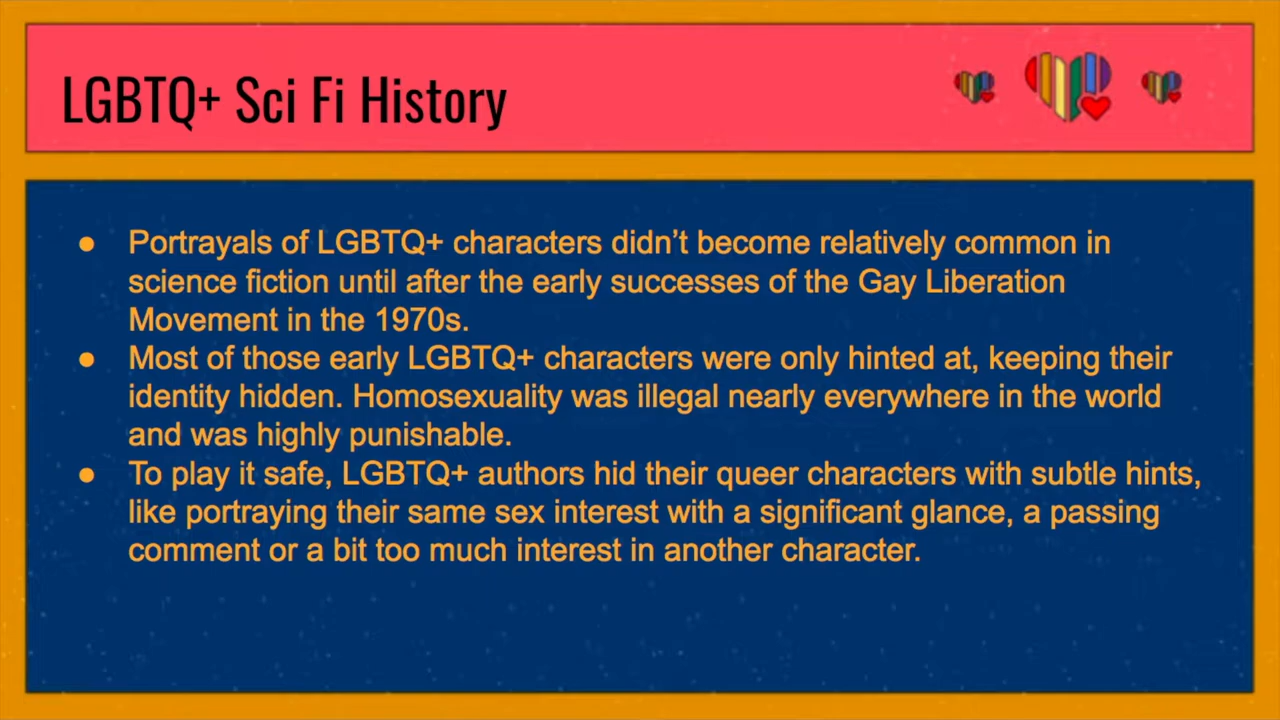 LGBTQ+ Sci Fi History
● Portrayals of LGBTQ+ characters didn’t become relatively common in
science fiction until after the early successes of the Gay Liberation
Movement in the 1970s.
● Most of those early LGBTQ+ characters were only hinted at, keeping their
identity hidden. Homosexuality was illegal nearly everywhere in the world
and was highly punishable.
● To play it safe, LGBTQ+ authors hid their queer characters with subtle hints,
like portraying their same sex interest with a significant glance, a passing
comment or a bit too much interest in another character.